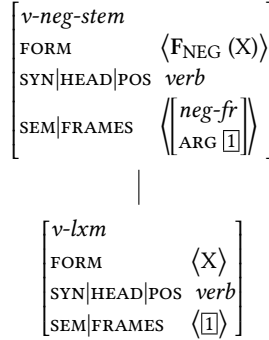 v-neg-stem
FORM ⟨F_NEG (X)⟩
SYN|HEAD|POS verb
SEM|FRAMES ⟨[neg-fr
ARG [1]]⟩
v-lxm
FORM ⟨X⟩
SYN|HEAD|POS verb
SEM|FRAMES ⟨[1]⟩